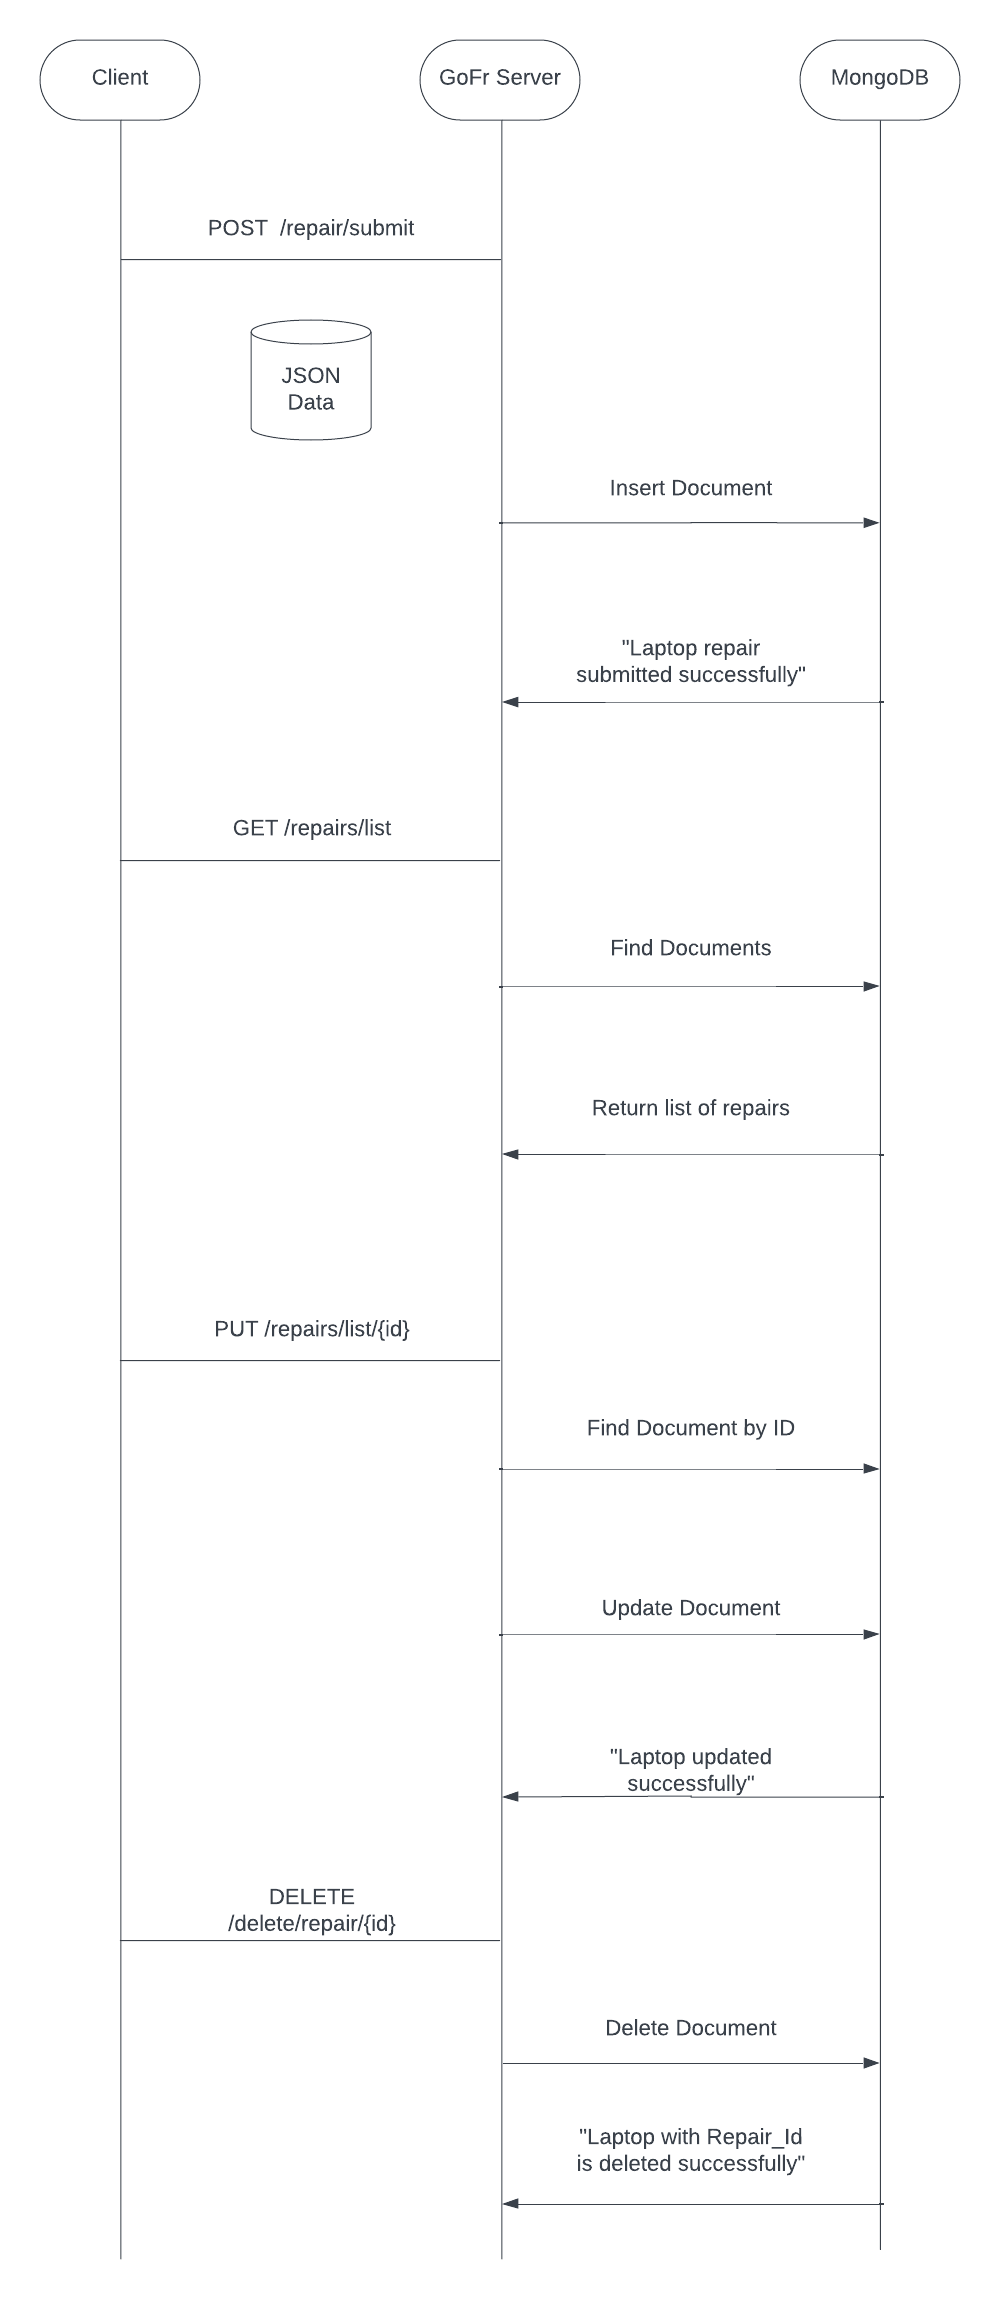 Client
GoFr Server
MongoDB
POST  /repair/submit
JSON
Data
Insert Document
"Laptop repair
submitted successfully"
GET /repairs/list
Find Documents
Return list of repairs
PUT /repairs/list/{id}
Find Document by ID
Update Document
"Laptop updated
successfully"
DELETE
/delete/repair/{id}
Delete Document
"Laptop with Repair_Id
is deleted successfully"